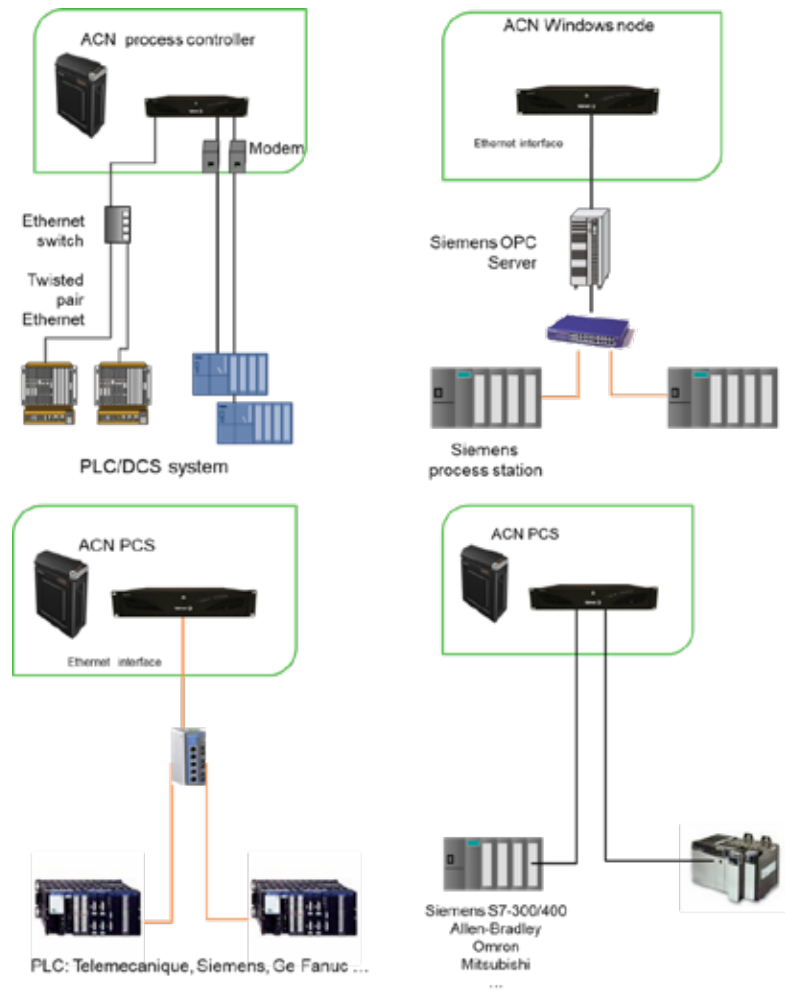 ACN process controller
Modem
Ethernet
switch
Twisted
pair
Ethernet
PLC/DCS system
ACN Windows node
Ethernet interface
Siemens OPC
Server
Siemens
process station
ACN PCS
Ethernet interface
PLC: Telemecanique, Siemens, Ge Fanuc ...
ACN PCS
Siemens S7-300/400
Allen-Bradley
Omron
Mitsubishi
...